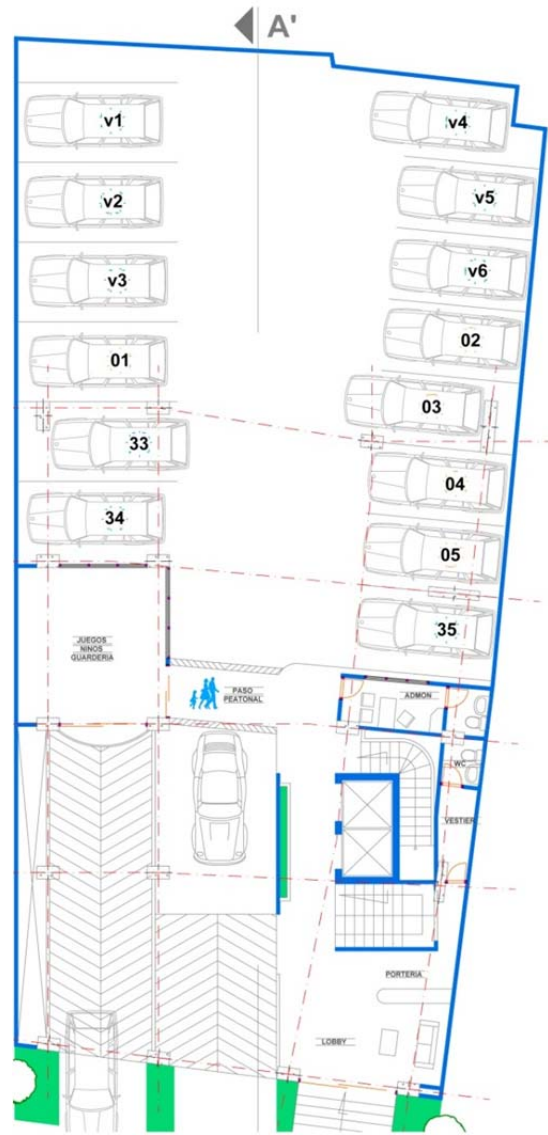 A'
v1
v4
v2
v5
v3
v6
01
02
03
33
04
34
05
35
JUEGOS
NINOS
GUARDERIA
PASO
PEATONAL
ADMON
WC
VESTIER
PORTERIA
LOBBY